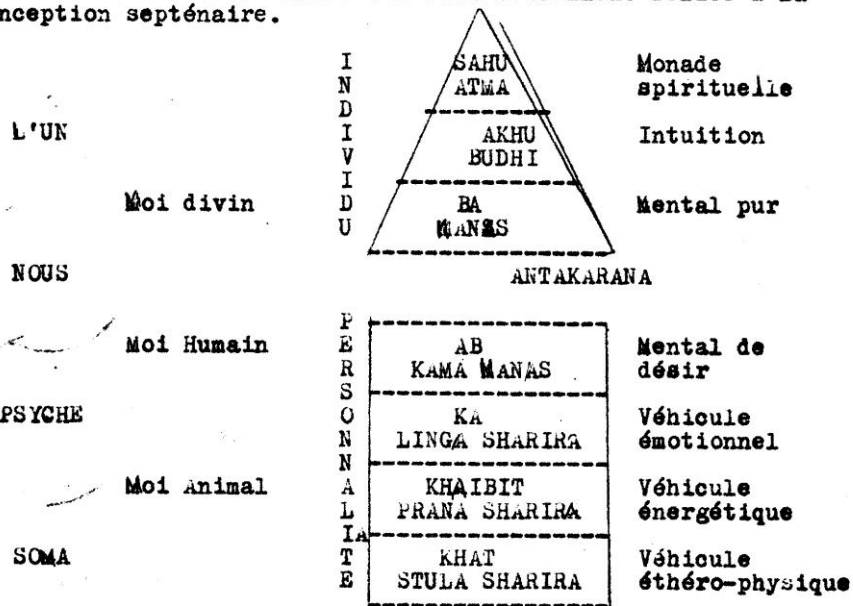 nception septénaire.
INDIVIDU
SAHU
ATMA
Monade
spirituelle
L'UN
AKHU
BUDHI
Intuition
Moi divin
BA
MANAS
Mental pur
NOUS
ANTAKARANA
PERSONNALITE
Moi Humain
AB
KAMA MANAS
Mental de
désir
PSYCHE
KA
LINGA SHARIRA
Véhicule
émotionnel
Moi Animal
KHAIBIT
PRANA SHARIRA
Véhicule
énergétique
SOMA
KHAT
STULA SHARIRA
Véhicule
éthéro-physique